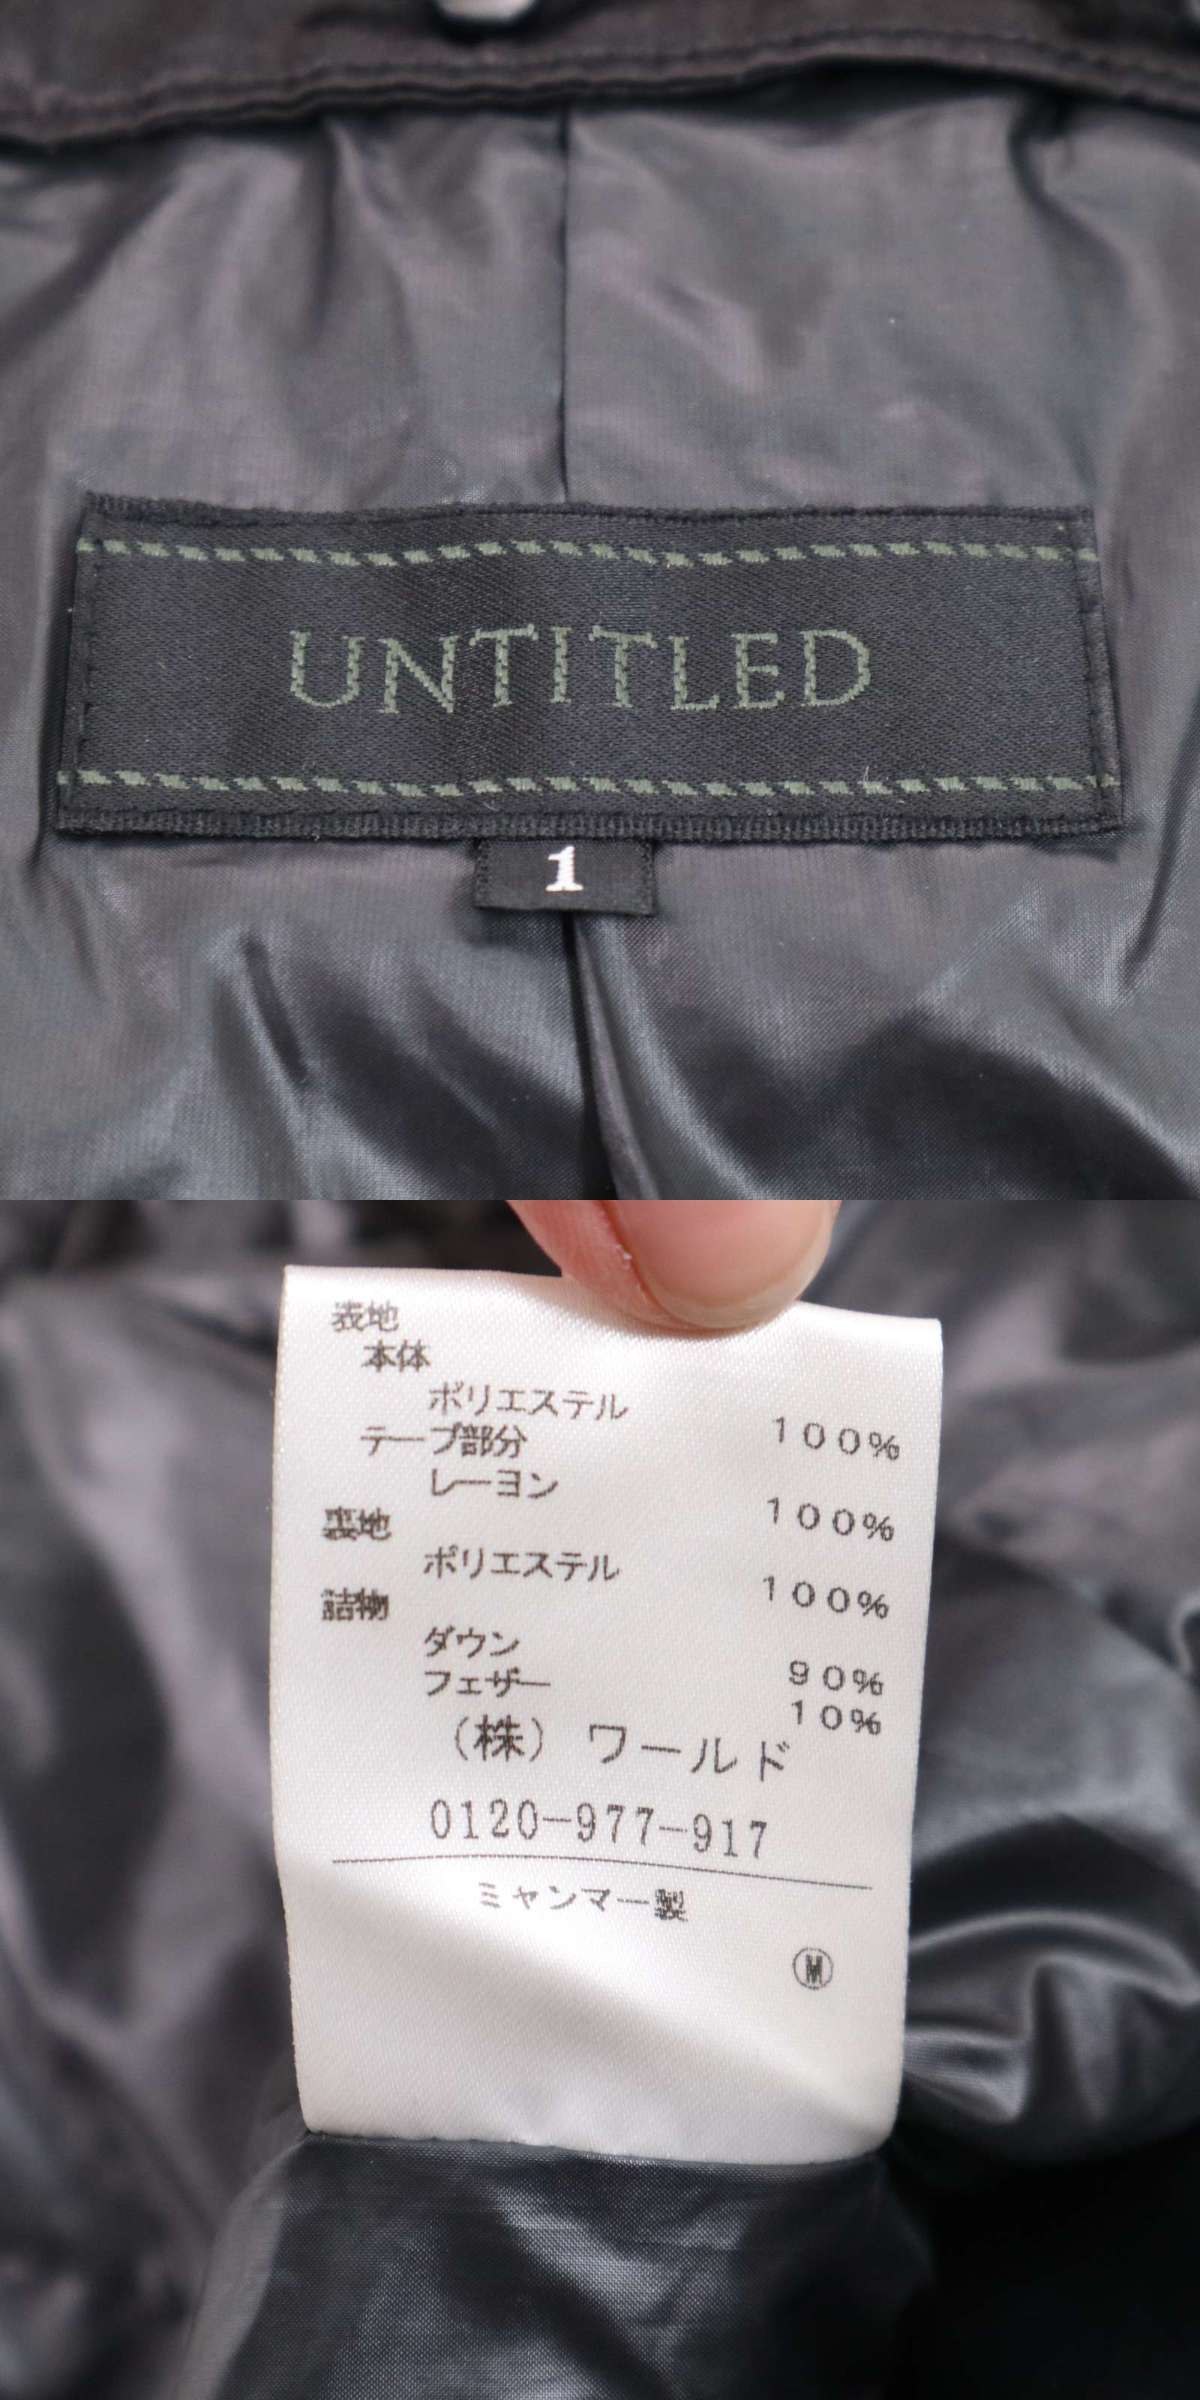 UNTITLED
1
表地
本体
ポリエステル 100%
テープ部分
レーヨン 100%
裏地
ポリエステル 100%
詰物
ダウン 90%
フェザー 10%
(株) ワールド
0120-977-917
ミャンマー製
Ⓜ